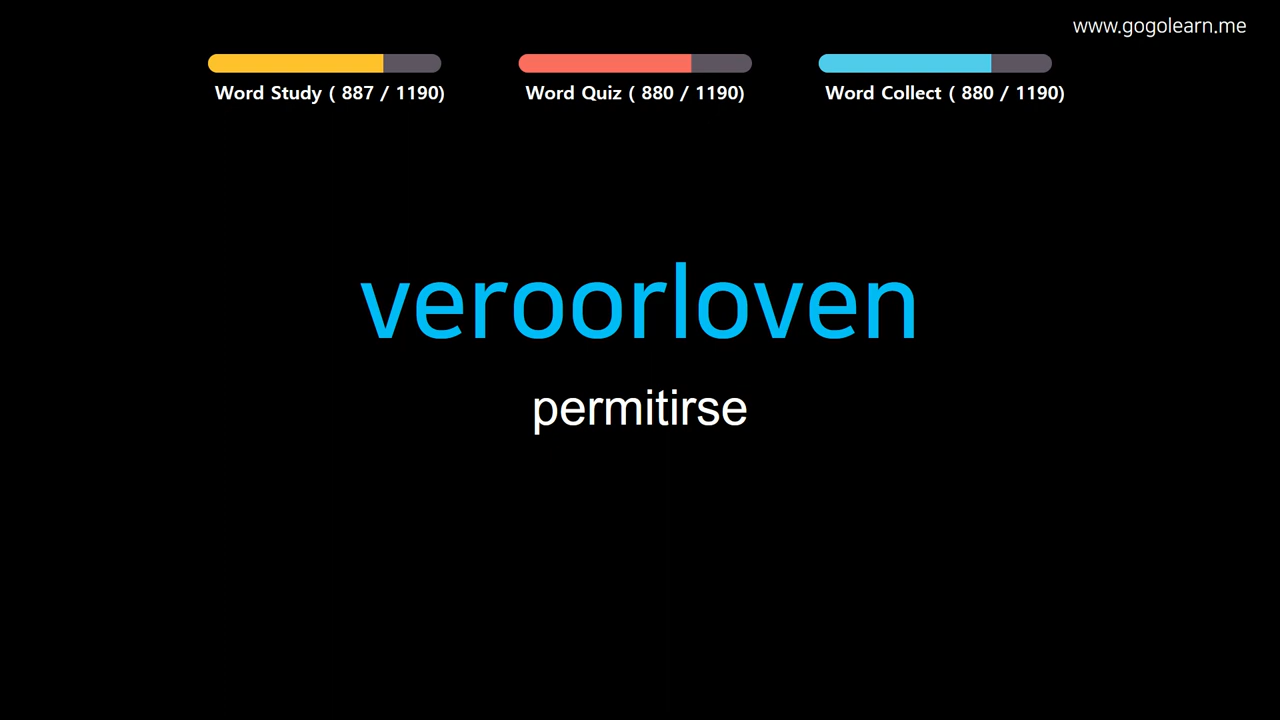 www.gogolearn.me
Word Study ( 887 / 1190)
Word Quiz ( 880 / 1190)
Word Collect ( 880 / 1190)
veroorloven
permitirse